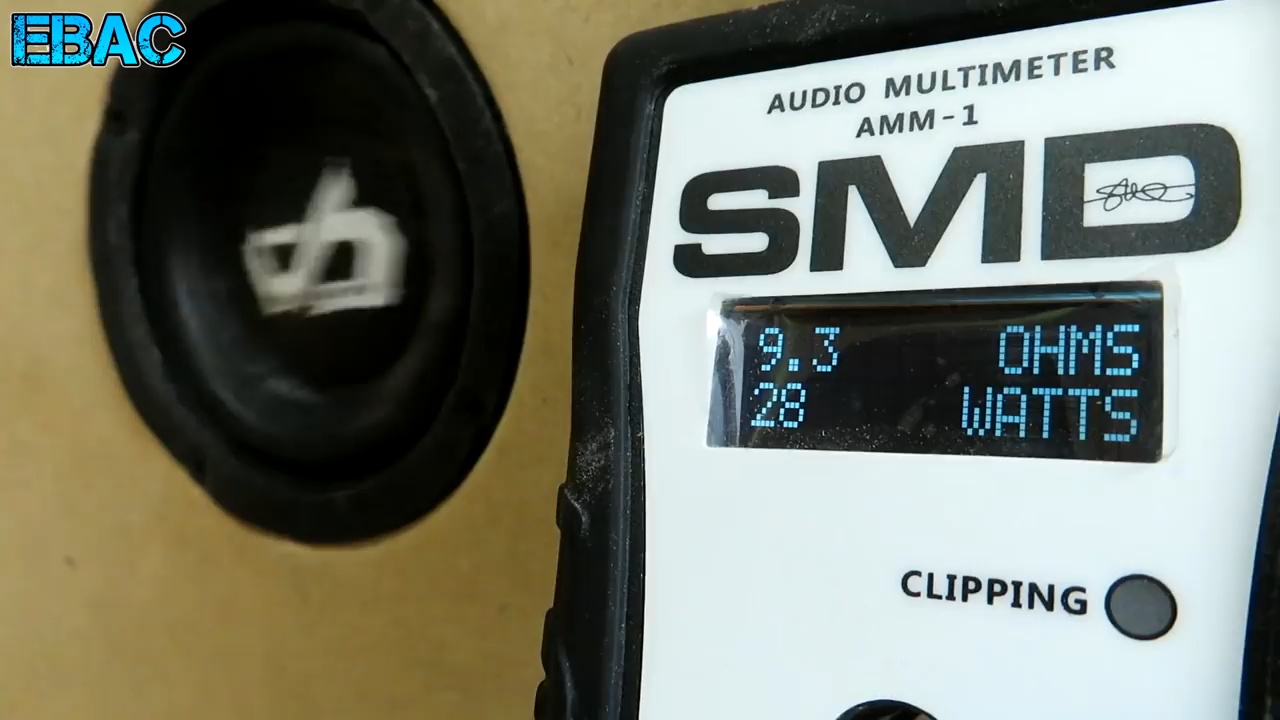 EBAC
AUDIO MULTIMETER
AMM-1
SMD
9.3 OHMS
28 WATTS
CLIPPING